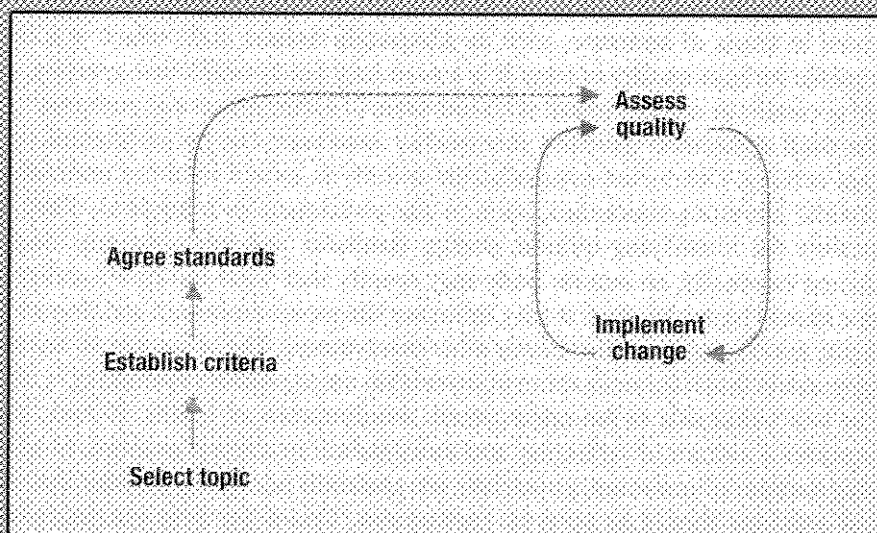 Assess
quality
Agree standards
Implement
change
Establish criteria
Select topic